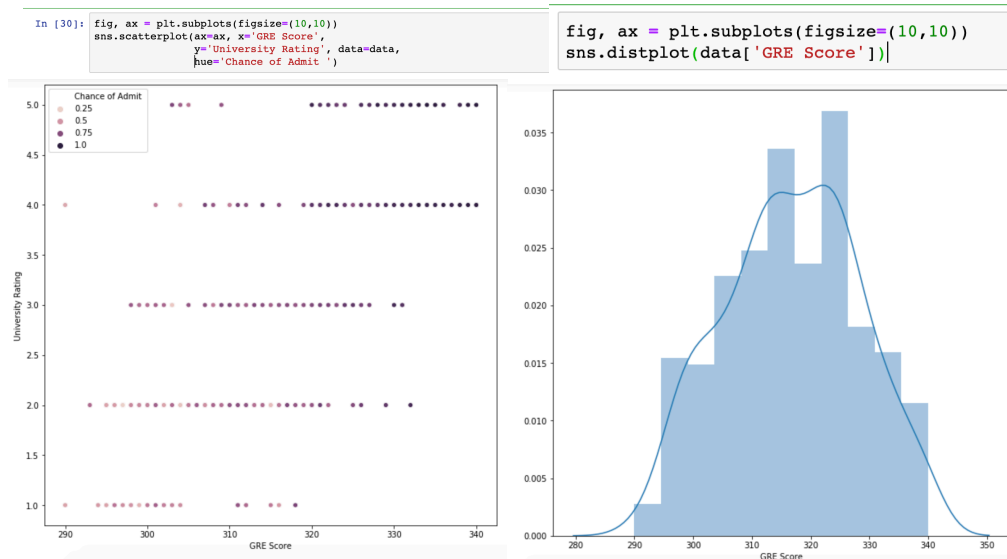 In [30]: fig, ax = plt.subplots(figsize=(10,10))
sns.scatterplot(ax=ax, x='GRE Score',
y='University Rating', data=data,
hue='Chance of Admit ')
fig, ax = plt.subplots(figsize=(10,10))
sns.distplot(data['GRE Score'])
Chance of Admit
0.25
0.5
0.75
1.0
5.0
4.5
4.0
3.5
3.0
2.5
2.0
1.5
1.0
University Rating
290 300 310 320 330 340
GRE Score
0.035
0.030
0.025
0.020
0.015
0.010
0.005
0.000
280 290 300 310 320 330 340 350
GRE Score